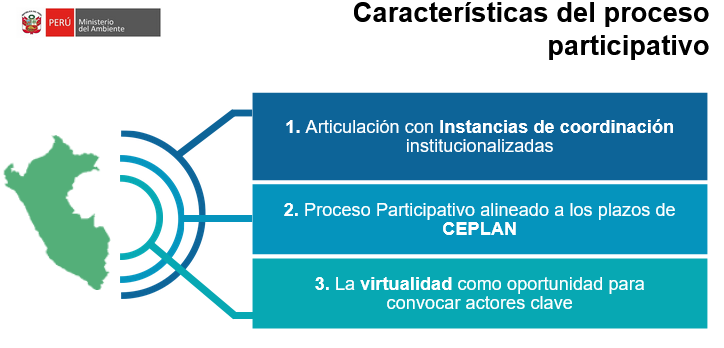 PERÚ
Ministerio
del Ambiente
Características del proceso
participativo
1. Articulación con Instancias de coordinación
institucionalizadas
2. Proceso Participativo alineado a los plazos de
CEPLAN
3. La virtualidad como oportunidad para
convocar actores clave